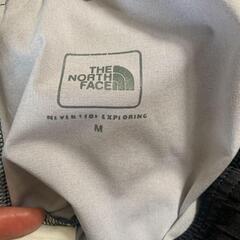 THE
NORTH
FACE
NEVER STOP EXPLORING
M